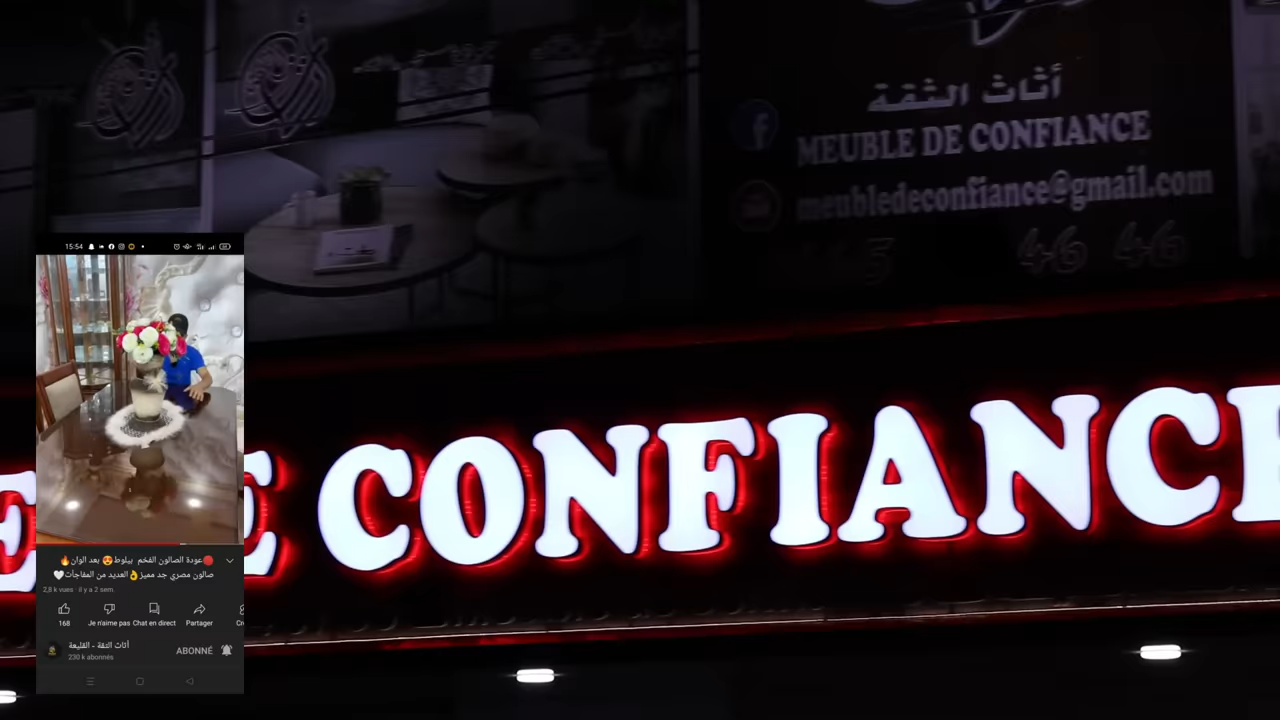 أثاث الثقة
MEUBLE DE CONFIANCE
meubledeconfiance@gmail.com
46 46
E CONFIANCE
15:54
🔴عودة الصالون الفخم بيلوط😍 بعد الوان🔥
صالون مصري جد مميز👌العديد من المفاجآت🤍
2,8 k vues · il y a 2 sem.
168
Je n'aime pas
Chat en direct
Partager
أثاث الثقة - القليعة
230 k abonnés
ABONNÉ